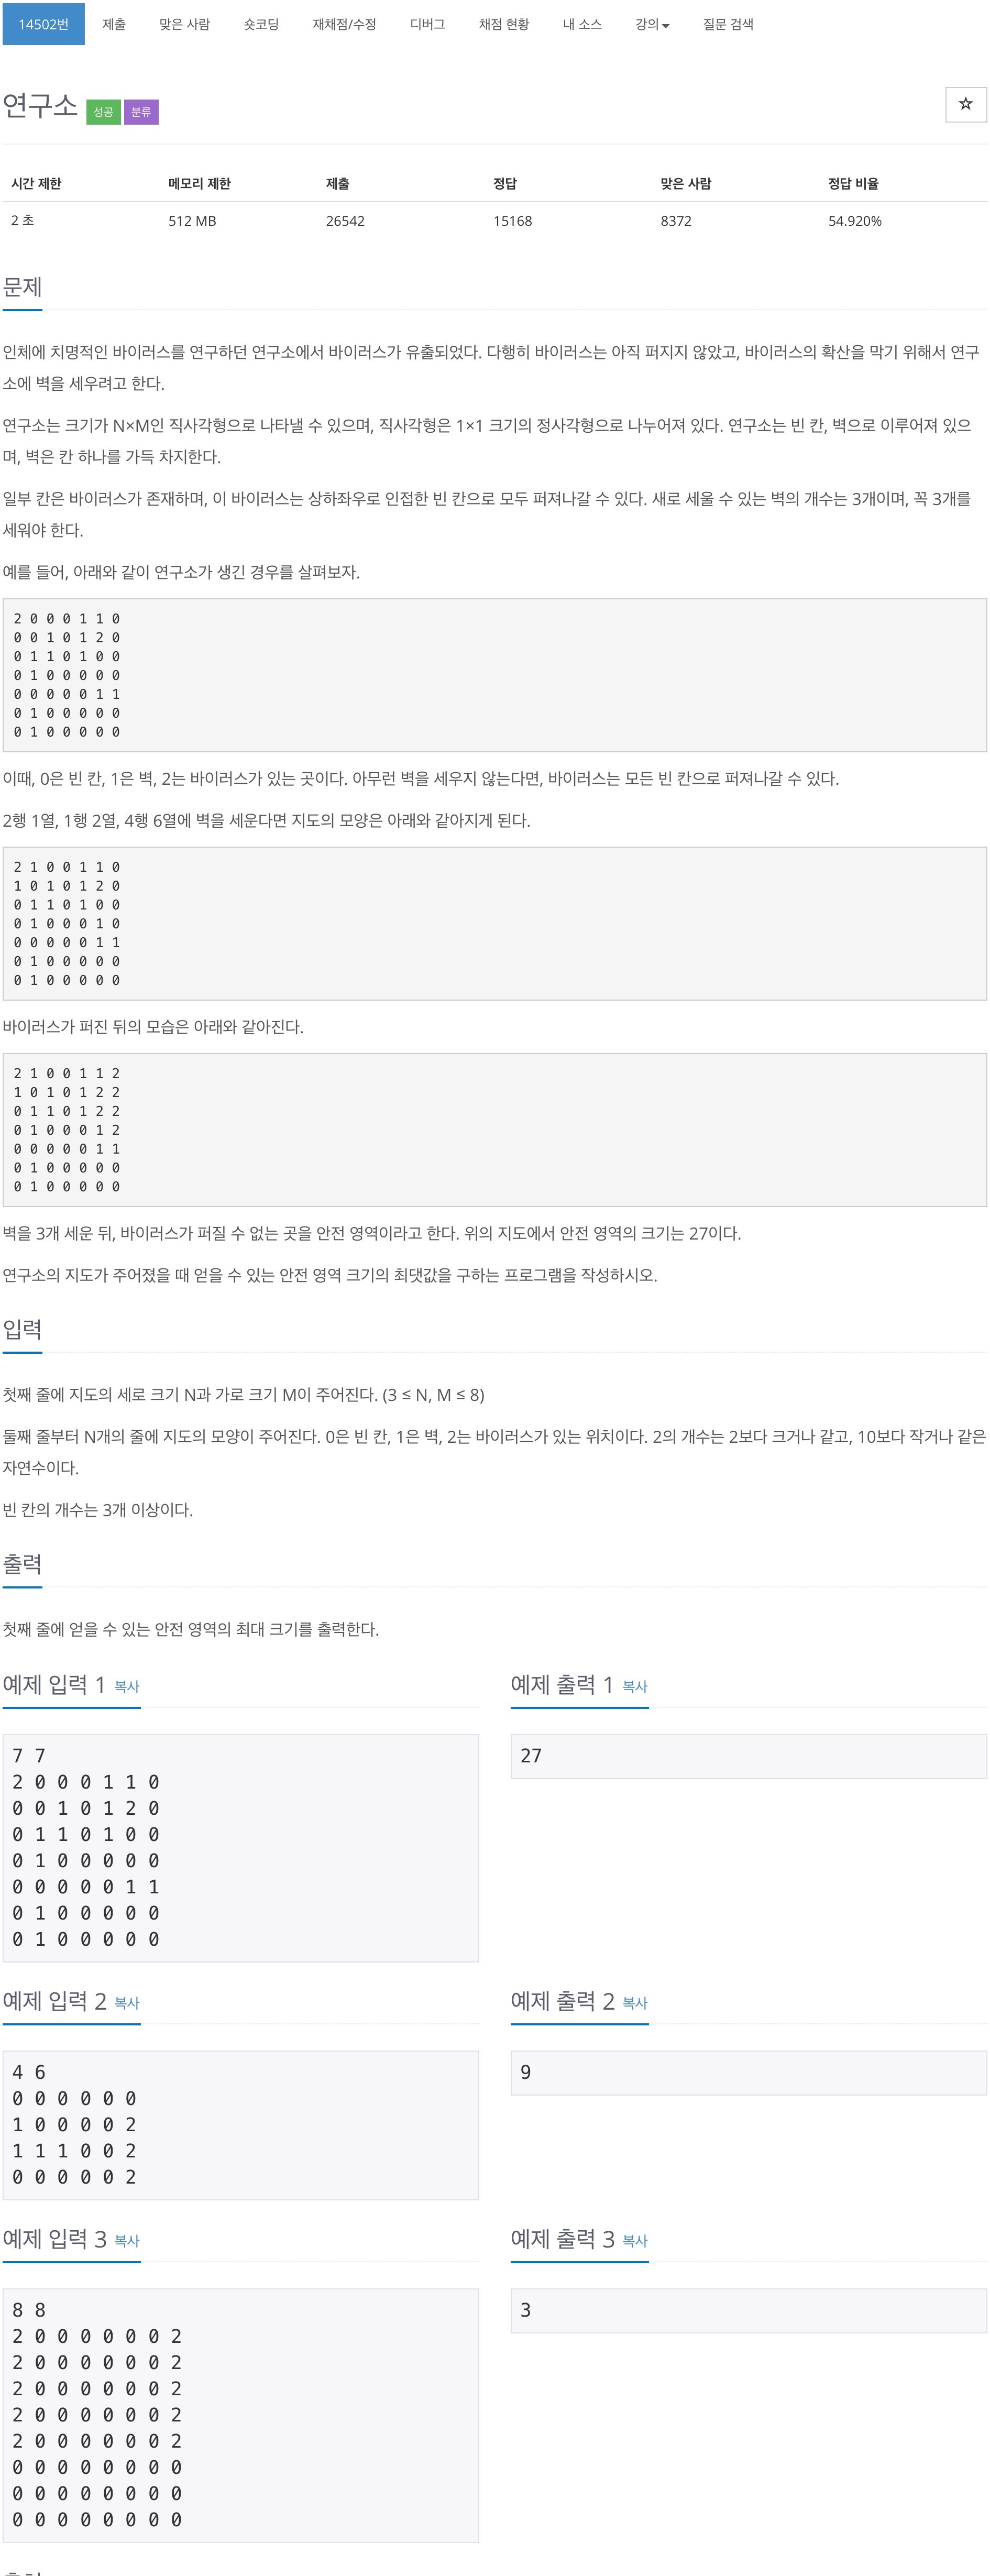 14502번 제출 맞은 사람 숏코딩 재채점/수정 디버그 채점 현황 내 소스 강의 질문 검색
연구소 성공 분류
시간 제한 메모리 제한 제출 정답 맞은 사람 정답 비율
2 초 512 MB 26542 15168 8372 54.920%
문제
인체에 치명적인 바이러스를 연구하던 연구소에서 바이러스가 유출되었다. 다행히 바이러스는 아직 퍼지지 않았고, 바이러스의 확산을 막기 위해서 연구
소에 벽을 세우려고 한다.
연구소는 크기가 N×M인 직사각형으로 나타낼 수 있으며, 직사각형은 1×1 크기의 정사각형으로 나누어져 있다. 연구소는 빈 칸, 벽으로 이루어져 있으
며, 벽은 칸 하나를 가득 차지한다.
일부 칸은 바이러스가 존재하며, 이 바이러스는 상하좌우로 인접한 빈 칸으로 모두 퍼져나갈 수 있다. 새로 세울 수 있는 벽의 개수는 3개이며, 꼭 3개를
세워야 한다.
예를 들어, 아래와 같이 연구소가 생긴 경우를 살펴보자.
2 0 0 0 1 1 0
0 0 1 0 1 2 0
0 1 1 0 1 0 0
0 1 0 0 0 0 0
0 0 0 0 0 1 1
0 1 0 0 0 0 0
0 1 0 0 0 0 0
이때, 0은 빈 칸, 1은 벽, 2는 바이러스가 있는 곳이다. 아무런 벽을 세우지 않는다면, 바이러스는 모든 빈 칸으로 퍼져나갈 수 있다.
2행 1열, 1행 2열, 4행 6열에 벽을 세운다면 지도의 모양은 아래와 같아지게 된다.
2 1 0 0 1 1 0
1 0 1 0 1 2 0
0 1 1 0 1 0 0
0 1 0 0 0 1 0
0 0 0 0 0 1 1
0 1 0 0 0 0 0
0 1 0 0 0 0 0
바이러스가 퍼진 뒤의 모습은 아래와 같아진다.
2 1 0 0 1 1 2
1 0 1 0 1 2 2
0 1 1 0 1 2 2
0 1 0 0 0 1 2
0 0 0 0 0 1 1
0 1 0 0 0 0 0
0 1 0 0 0 0 0
벽을 3개 세운 뒤, 바이러스가 퍼질 수 없는 곳을 안전 영역이라고 한다. 위의 지도에서 안전 영역의 크기는 27이다.
연구소의 지도가 주어졌을 때 얻을 수 있는 안전 영역 크기의 최댓값을 구하는 프로그램을 작성하시오.
입력
첫째 줄에 지도의 세로 크기 N과 가로 크기 M이 주어진다. (3 ≤ N, M ≤ 8)
둘째 줄부터 N개의 줄에 지도의 모양이 주어진다. 0은 빈 칸, 1은 벽, 2는 바이러스가 있는 위치이다. 2의 개수는 2보다 크거나 같고, 10보다 작거나 같은
자연수이다.
빈 칸의 개수는 3개 이상이다.
출력
첫째 줄에 얻을 수 있는 안전 영역의 최대 크기를 출력한다.
예제 입력 1 복사
7 7
2 0 0 0 1 1 0
0 0 1 0 1 2 0
0 1 1 0 1 0 0
0 1 0 0 0 0 0
0 0 0 0 0 1 1
0 1 0 0 0 0 0
0 1 0 0 0 0 0
예제 출력 1 복사
27
예제 입력 2 복사
4 6
0 0 0 0 0 0
1 0 0 0 0 2
1 1 1 0 0 2
0 0 0 0 0 2
예제 출력 2 복사
9
예제 입력 3 복사
8 8
2 0 0 0 0 0 0 2
2 0 0 0 0 0 0 2
2 0 0 0 0 0 0 2
2 0 0 0 0 0 0 2
2 0 0 0 0 0 0 2
0 0 0 0 0 0 0 0
0 0 0 0 0 0 0 0
0 0 0 0 0 0 0 0
예제 출력 3 복사
3